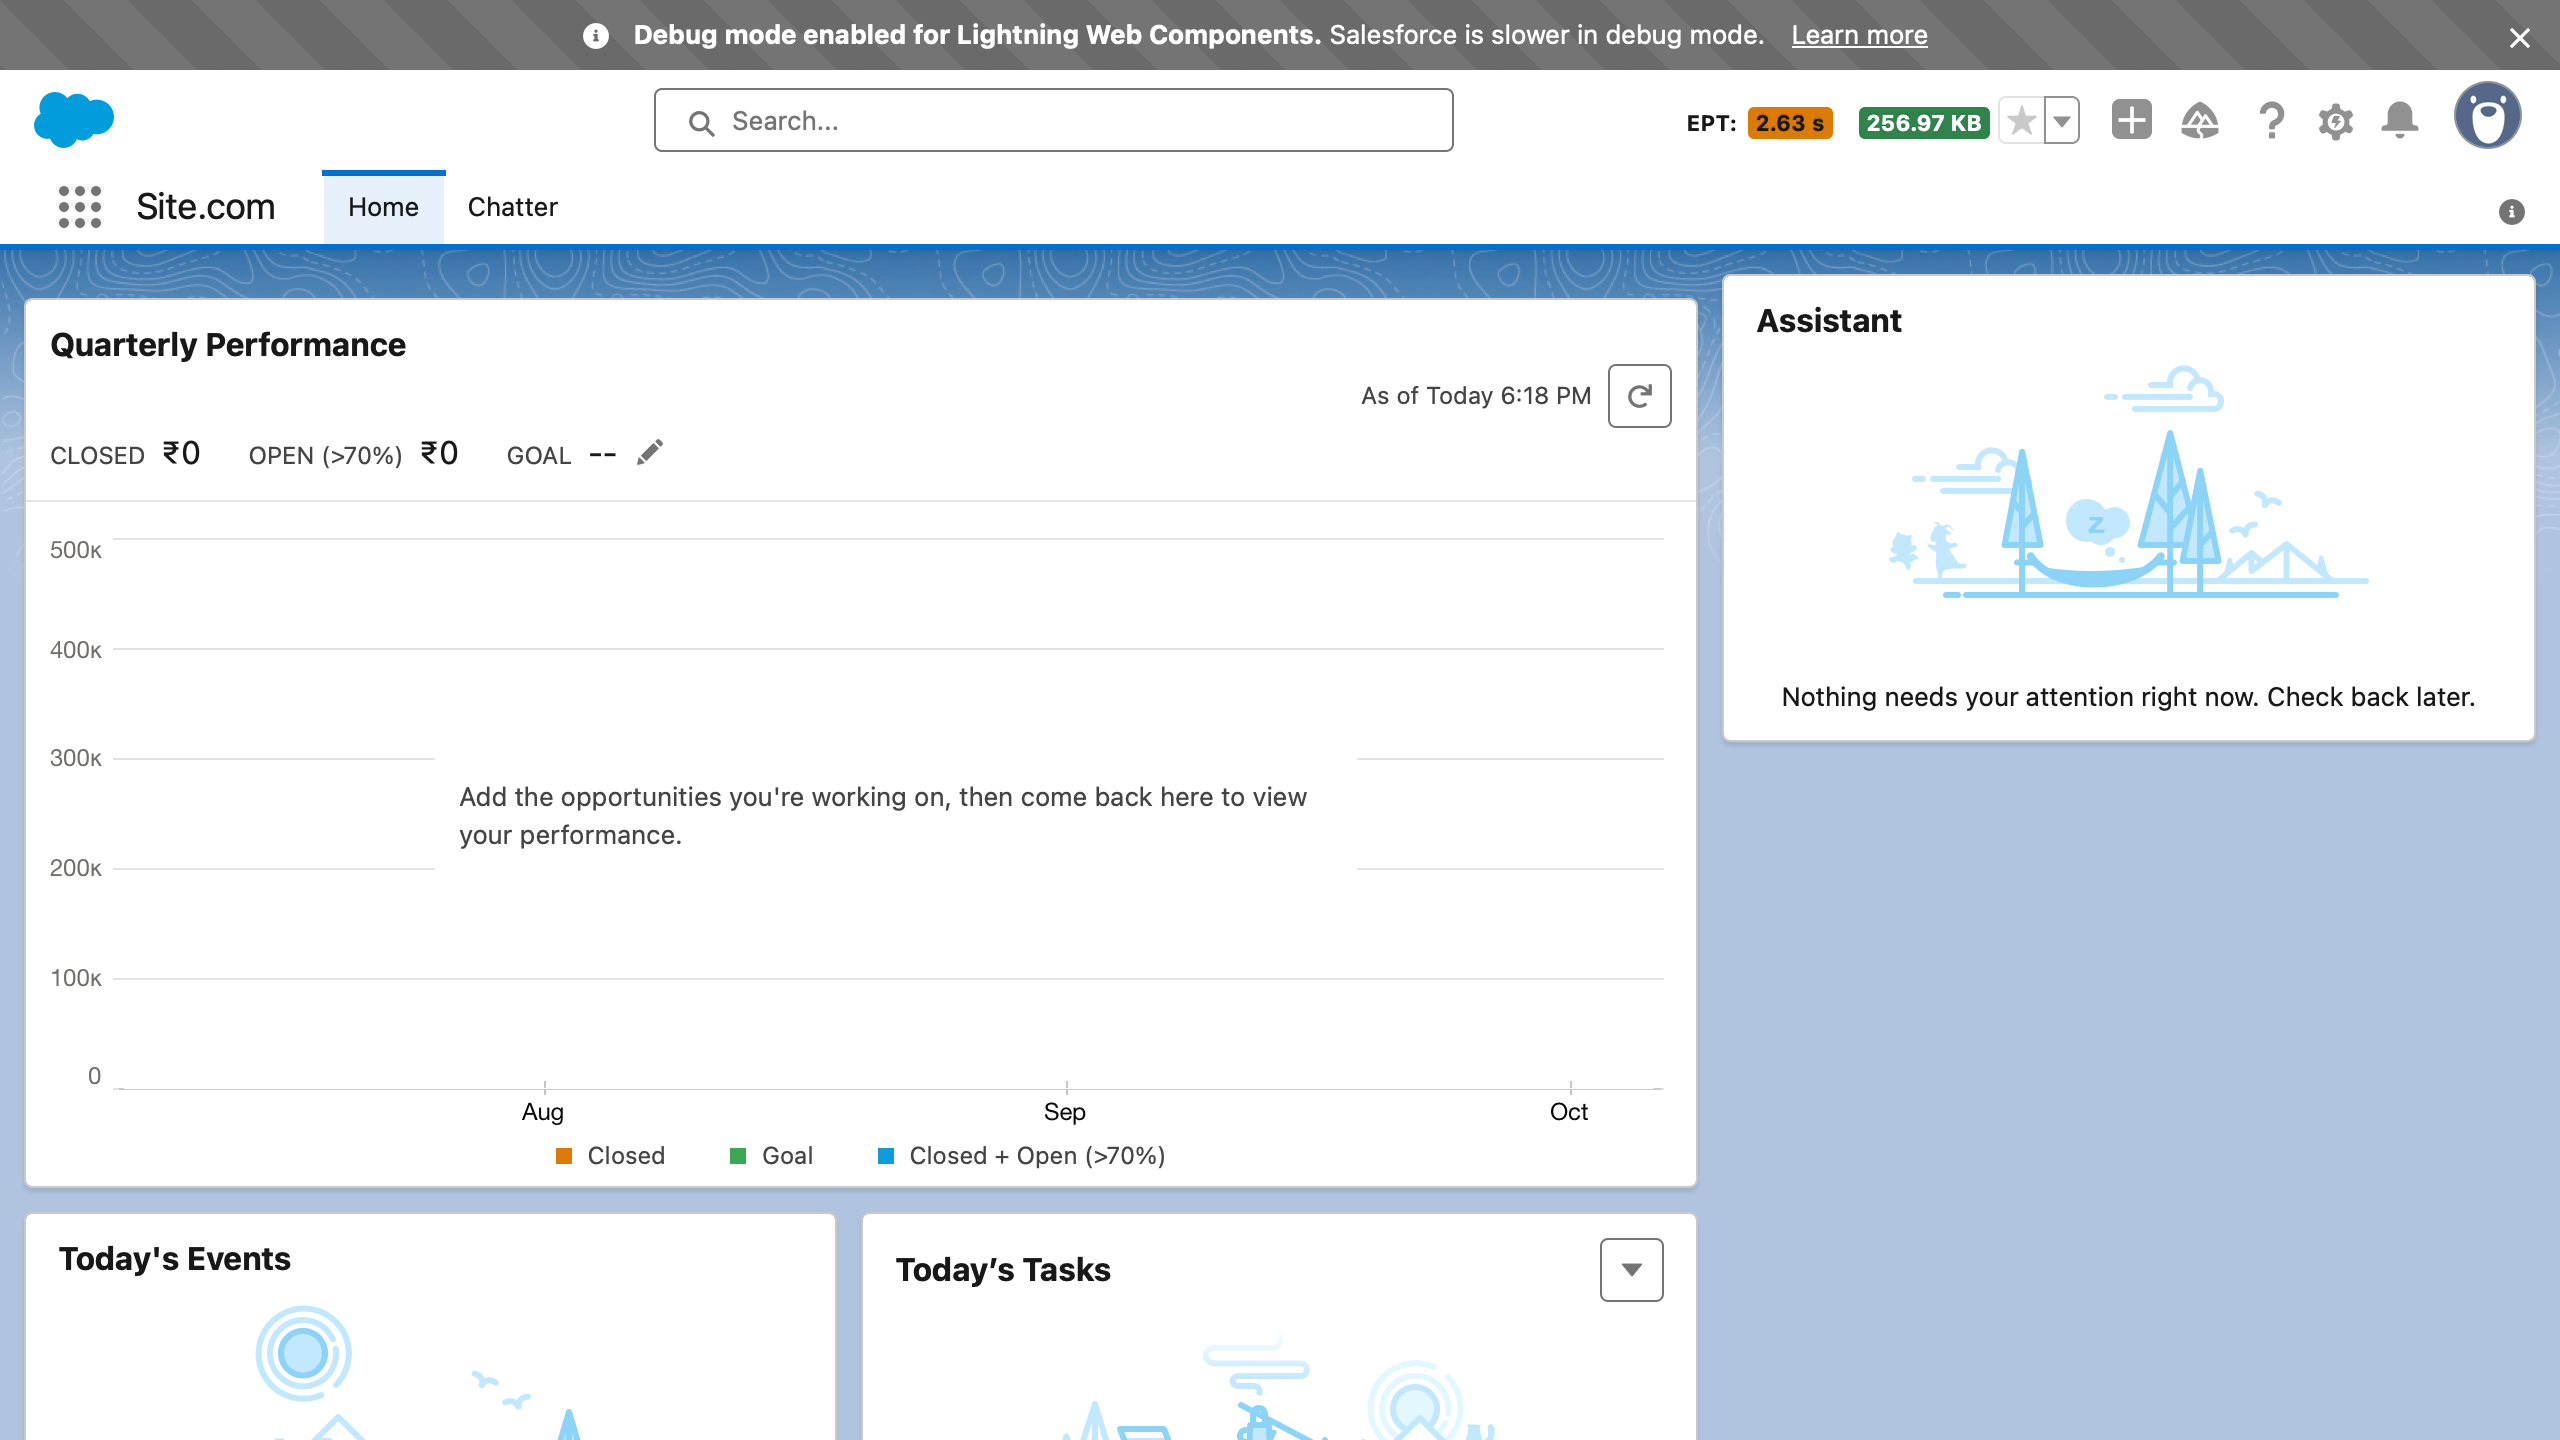 Debug mode enabled for Lightning Web Components. Salesforce is slower in debug mode. Learn more
Search...
EPT: 2.63 s 256.97 KB
Site.com Home Chatter
Quarterly Performance
As of Today 6:18 PM
CLOSED ₹0 OPEN (>70%) ₹0 GOAL --
500K
400K
300K
200K
100K
0
Add the opportunities you're working on, then come back here to view
your performance.
Aug Sep Oct
Closed Goal Closed + Open (>70%)
Assistant
Z
Nothing needs your attention right now. Check back later.
Today's Events
Today’s Tasks